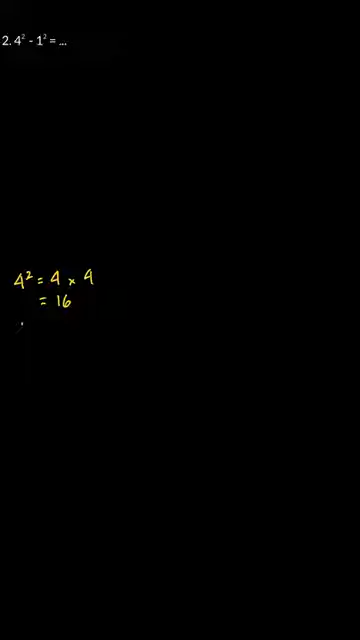 2. 4² - 1² = ...
4² = 4 × 4
= 16